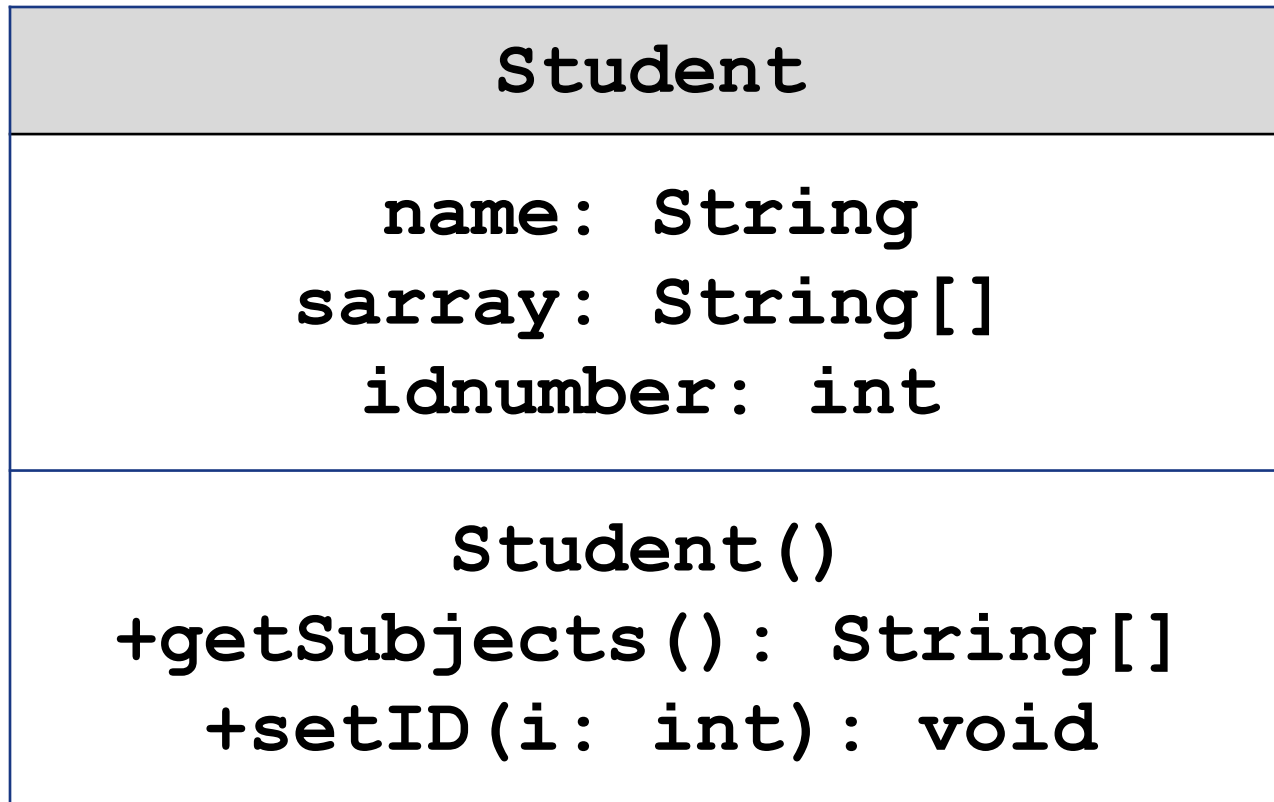 Student
name: String
sarray: String[]
idnumber: int
Student()
+getSubjects(): String[]
+setID(i: int): void